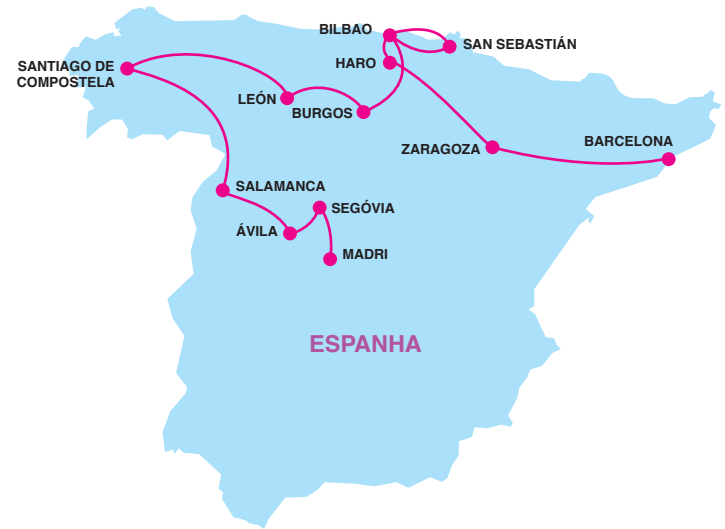 BILBAO
SAN SEBASTIÁN
SANTIAGO DE
COMPOSTELA
HARO
LEÓN
BURGOS
ZARAGOZA
BARCELONA
SALAMANCA
SEGÓVIA
ÁVILA
MADRI
ESPANHA